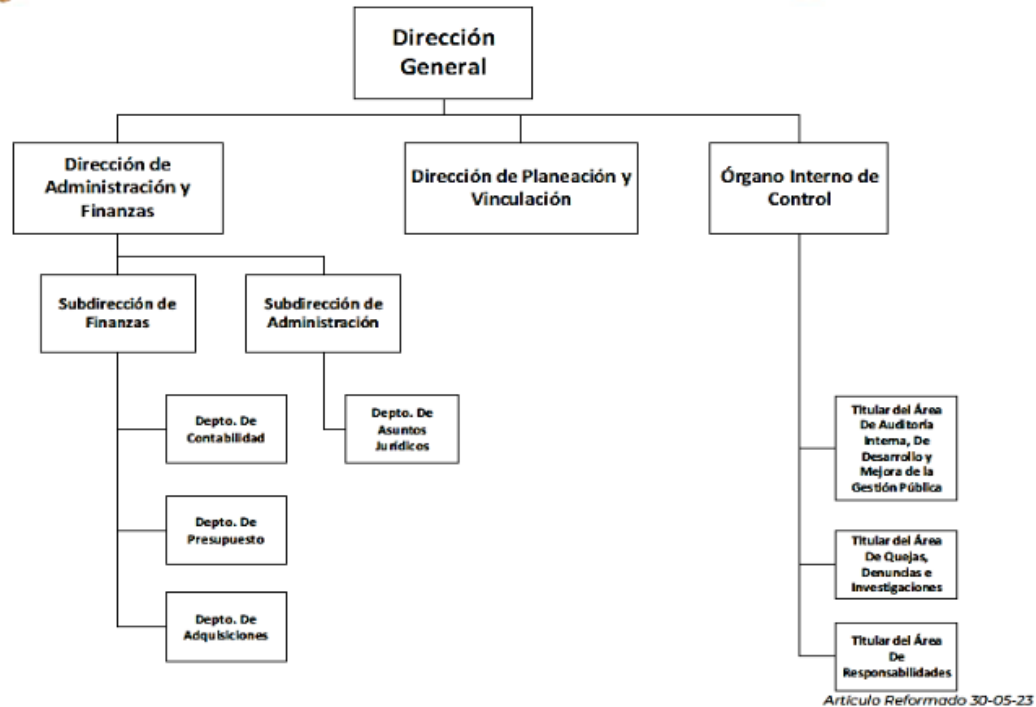 Dirección
General
Dirección de
Administración y
Finanzas
Dirección de Planeación y
Vinculación
Órgano Interno de
Control
Subdirección de
Finanzas
Subdirección de
Administración
Depto. De
Contabilidad
Depto. De
Asuntos
Jurídicos
Titular del Área
De Auditoría
Interna, De
Desarrollo y
Mejora de la
Gestión Pública
Depto. De
Presupuesto
Titular del Área
De Quejas,
Denuncias e
Investigaciones
Depto. De
Adquisiciones
Titular del Área
De
Responsabilidades
Artículo Reformado 30-05-23